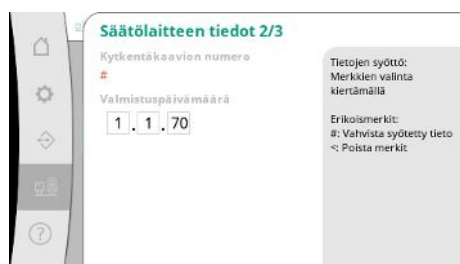 Säätölaitteen tiedot 2/3
Kytkentäkaavion numero
#
Valmistuspäivämäärä
1 . 1 . 70
Tietojen syöttö:
Merkkien valinta
kiertämällä
Erikoismerkit:
#: Vahvista syötetty tieto
<: Poista merkit
?